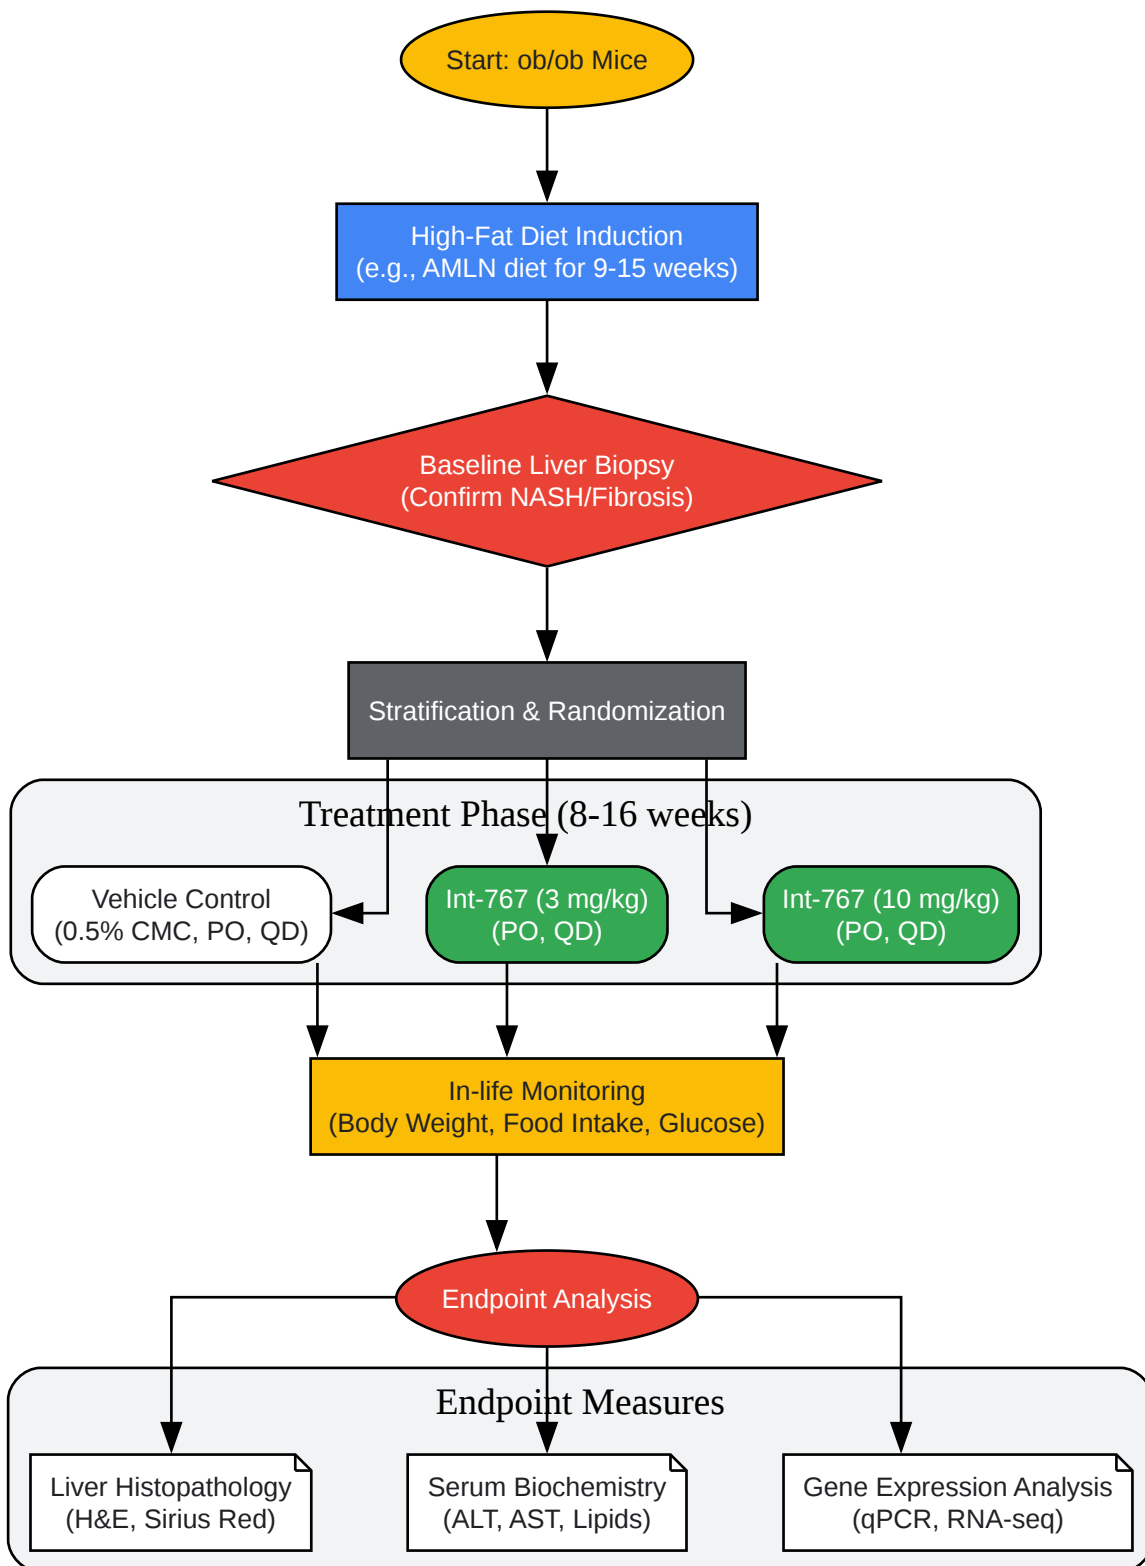 Start: ob/ob Mice
High-Fat Diet Induction
(e.g., AMLN diet for 9-15 weeks)
Baseline Liver Biopsy
(Confirm NASH/Fibrosis)
Stratification & Randomization
Treatment Phase (8-16 weeks)
Vehicle Control
(0.5% CMC, PO, QD)
Int-767 (3 mg/kg)
(PO, QD)
Int-767 (10 mg/kg)
(PO, QD)
In-life Monitoring
(Body Weight, Food Intake, Glucose)
Endpoint Analysis
Endpoint Measures
Liver Histopathology
(H&E, Sirius Red)
Serum Biochemistry
(ALT, AST, Lipids)
Gene Expression Analysis
(qPCR, RNA-seq)